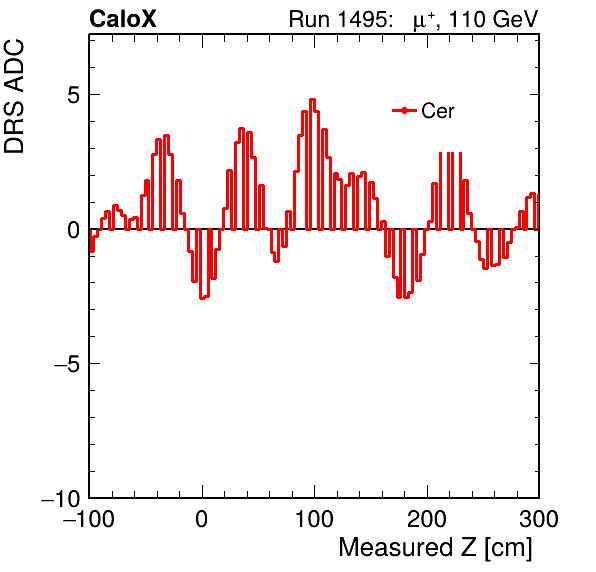 CaloX Run 1495: μ⁺, 110 GeV
DRS ADC
Cer
5
0
−5
−10
−100 0 100 200 300
Measured Z [cm]